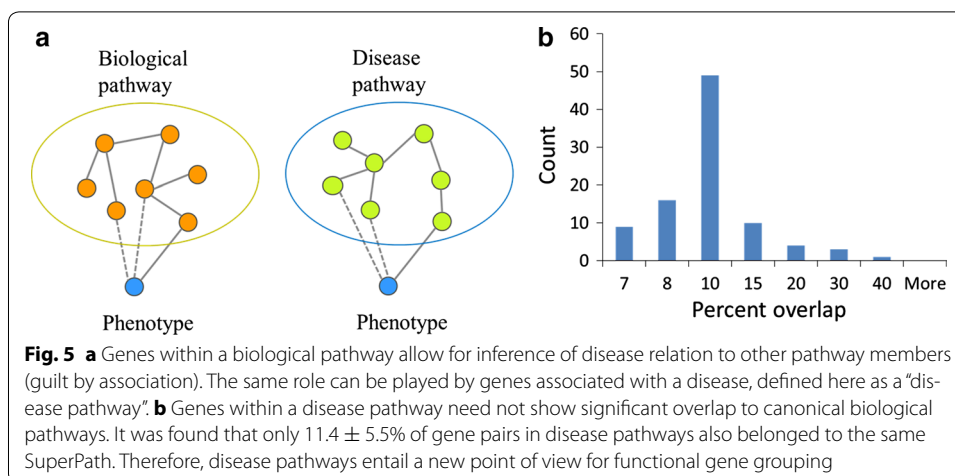 a
Biological
pathway
Disease
pathway
Phenotype
Phenotype
b
60
50
40
30
20
10
0
Count
7 8 10 15 20 30 40 More
Percent overlap
Fig. 5 a Genes within a biological pathway allow for inference of disease relation to other pathway members
(guilt by association). The same role can be played by genes associated with a disease, defined here as a “dis-
ease pathway”. b Genes within a disease pathway need not show significant overlap to canonical biological
pathways. It was found that only 11.4 ± 5.5% of gene pairs in disease pathways also belonged to the same
SuperPath. Therefore, disease pathways entail a new point of view for functional gene grouping